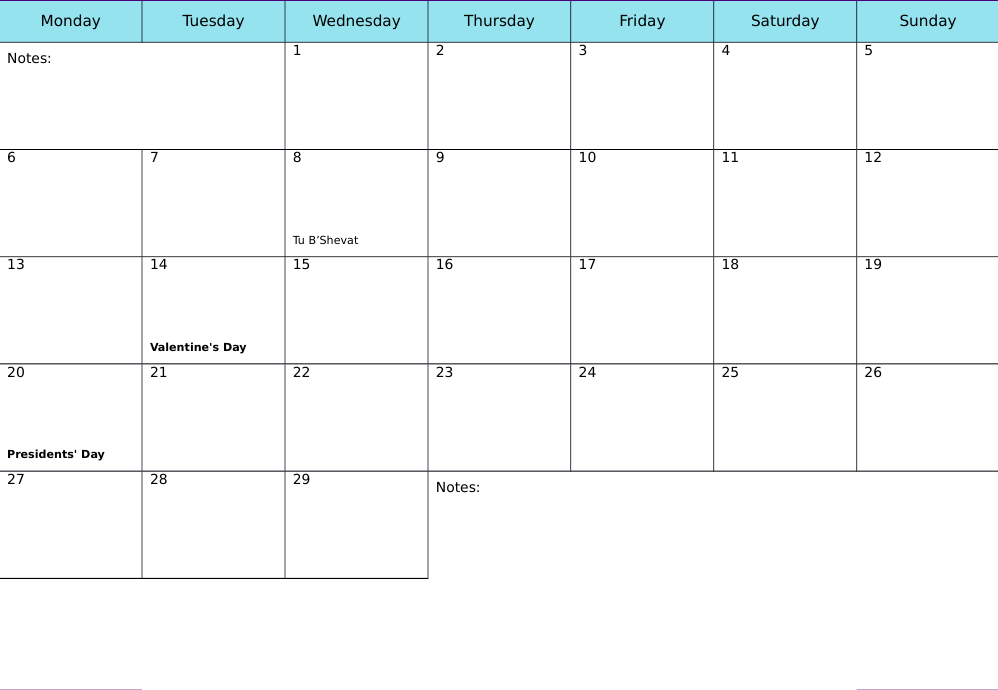 Monday Tuesday Wednesday Thursday Friday Saturday Sunday
Notes: 1 2 3 4 5
6 7 8 9 10 11 12
Tu B’Shevat
13 14 15 16 17 18 19
Valentine's Day
20 21 22 23 24 25 26
Presidents' Day
27 28 29 Notes: